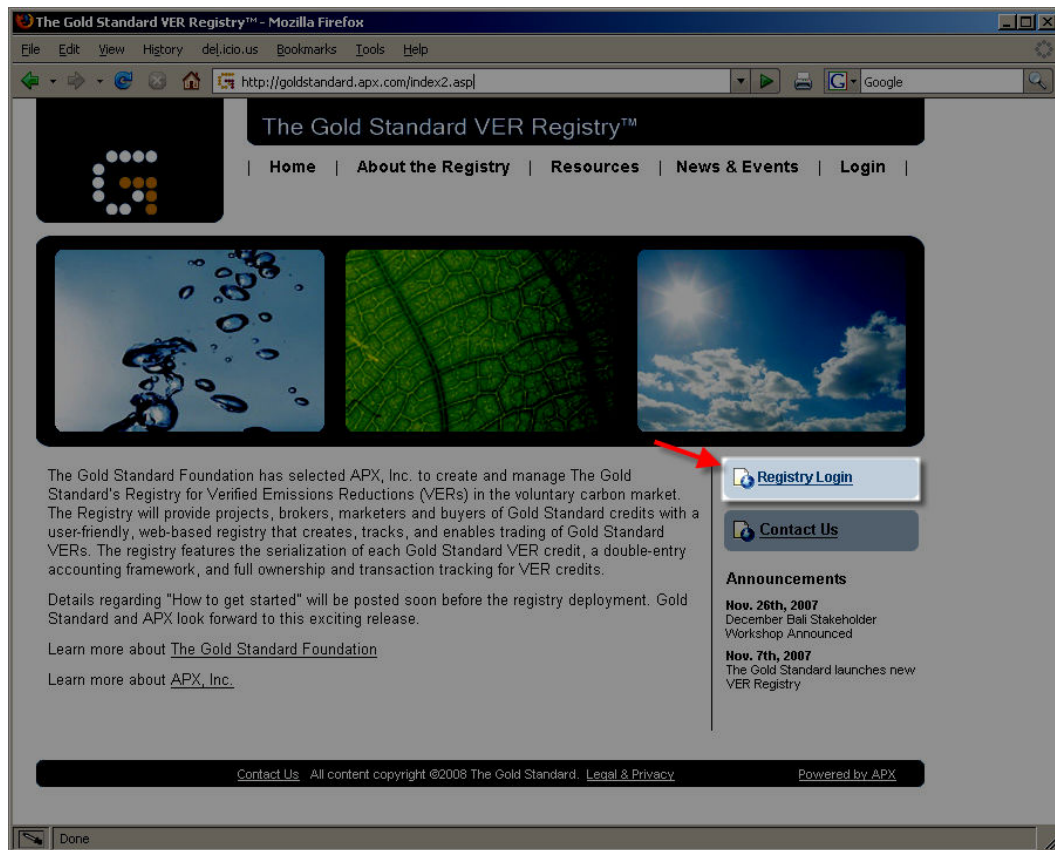 The Gold Standard VER Registry™ - Mozilla Firefox
File Edit View History del.icio.us Bookmarks Tools Help
http://goldstandard.apx.com/index2.asp
G Google
The Gold Standard VER Registry™
| Home | About the Registry | Resources | News & Events | Login |
The Gold Standard Foundation has selected APX, Inc. to create and manage The Gold
Standard's Registry for Verified Emissions Reductions (VERs) in the voluntary carbon market.
The Registry will provide projects, brokers, marketers and buyers of Gold Standard credits with a
user-friendly, web-based registry that creates, tracks, and enables trading of Gold Standard
VERs. The registry features the serialization of each Gold Standard VER credit, a double-entry
accounting framework, and full ownership and transaction tracking for VER credits.
Details regarding "How to get started" will be posted soon before the registry deployment. Gold
Standard and APX look forward to this exciting release.
Learn more about The Gold Standard Foundation
Learn more about APX, Inc.
Registry Login
Contact Us
Announcements
Nov. 26th, 2007
December Bali Stakeholder
Workshop Announced
Nov. 7th, 2007
The Gold Standard launches new
VER Registry
Contact Us All content copyright ©2008 The Gold Standard. Legal & Privacy Powered by APX
Done